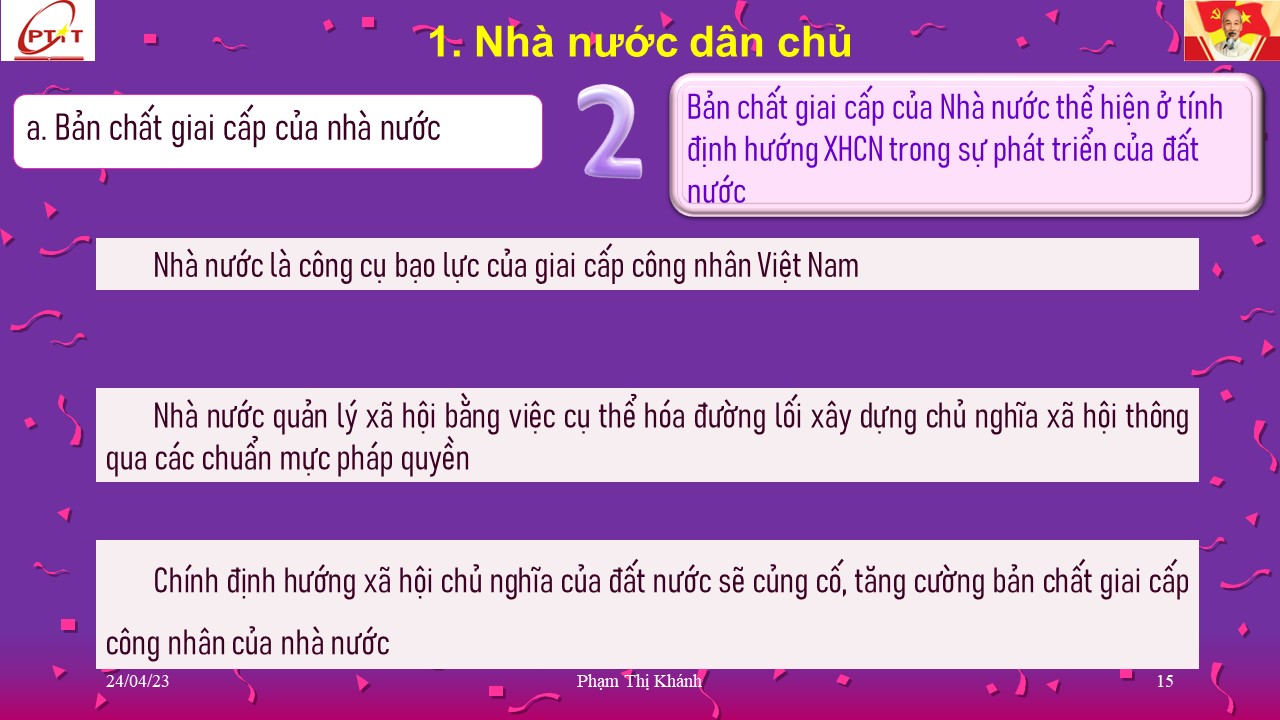 PTiT
1. Nhà nước dân chủ
a. Bản chất giai cấp của nhà nước
2
Bản chất giai cấp của Nhà nước thể hiện ở tính
định hướng XHCN trong sự phát triển của đất
nước
Nhà nước là công cụ bạo lực của giai cấp công nhân Việt Nam
Nhà nước quản lý xã hội bằng việc cụ thể hóa đường lối xây dựng chủ nghĩa xã hội thông
qua các chuẩn mực pháp quyền
Chính định hướng xã hội chủ nghĩa của đất nước sẽ củng cố, tăng cường bản chất giai cấp
công nhân của nhà nước
24/04/23
Phạm Thị Khánh
15